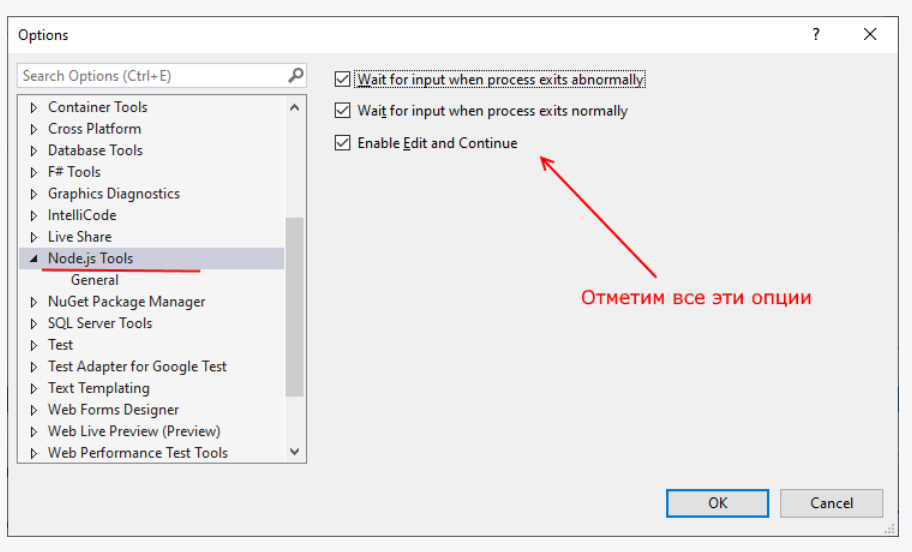 Options
?
Search Options (Ctrl+E)
Container Tools
Cross Platform
Database Tools
F# Tools
Graphics Diagnostics
IntelliCode
Live Share
Node.js Tools
General
NuGet Package Manager
SQL Server Tools
Test
Test Adapter for Google Test
Text Templating
Web Forms Designer
Web Live Preview (Preview)
Web Performance Test Tools
Wait for input when process exits abnormally
Wait for input when process exits normally
Enable Edit and Continue
Отметим все эти опции
OK
Cancel